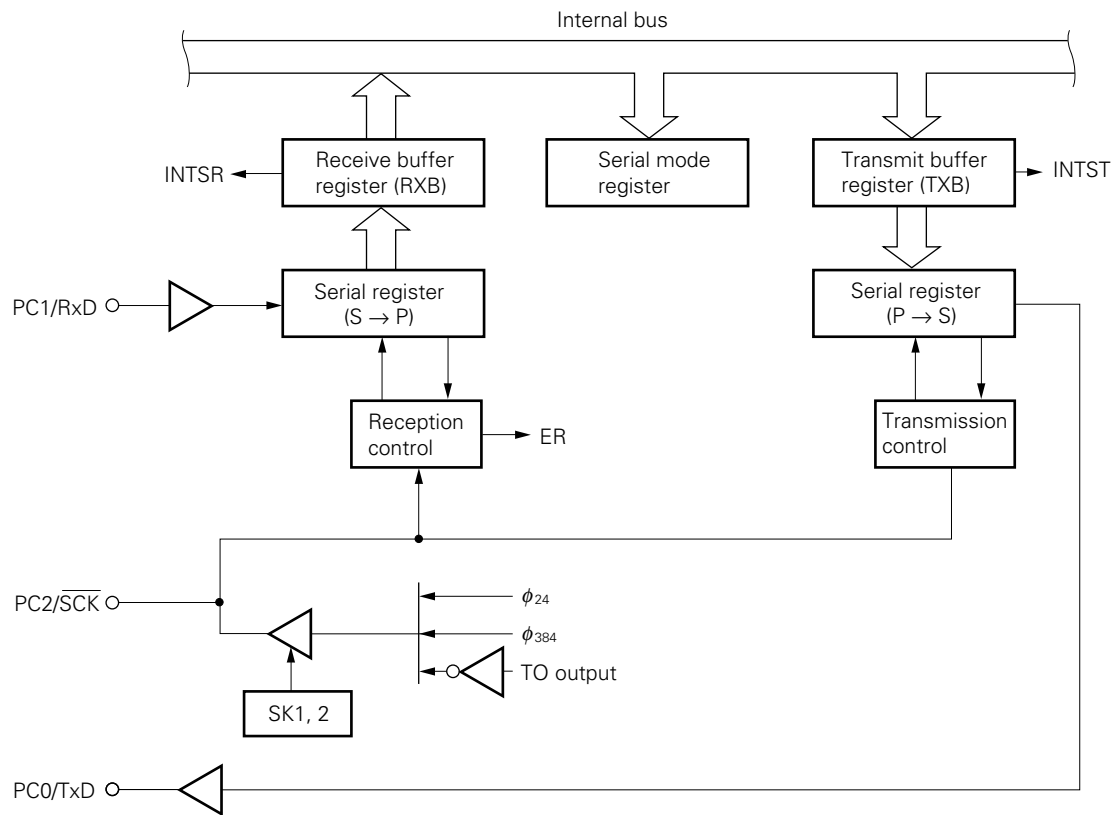 Internal bus
Receive buffer
register (RXB)
Serial mode
register
Transmit buffer
register (TXB)
INTSR
INTST
PC1/RxD
Serial register
(S → P)
Serial register
(P → S)
Reception
control
ER
Transmission
control
PC2/S̅C̅K̅
ϕ24
ϕ384
TO output
SK1, 2
PC0/TxD